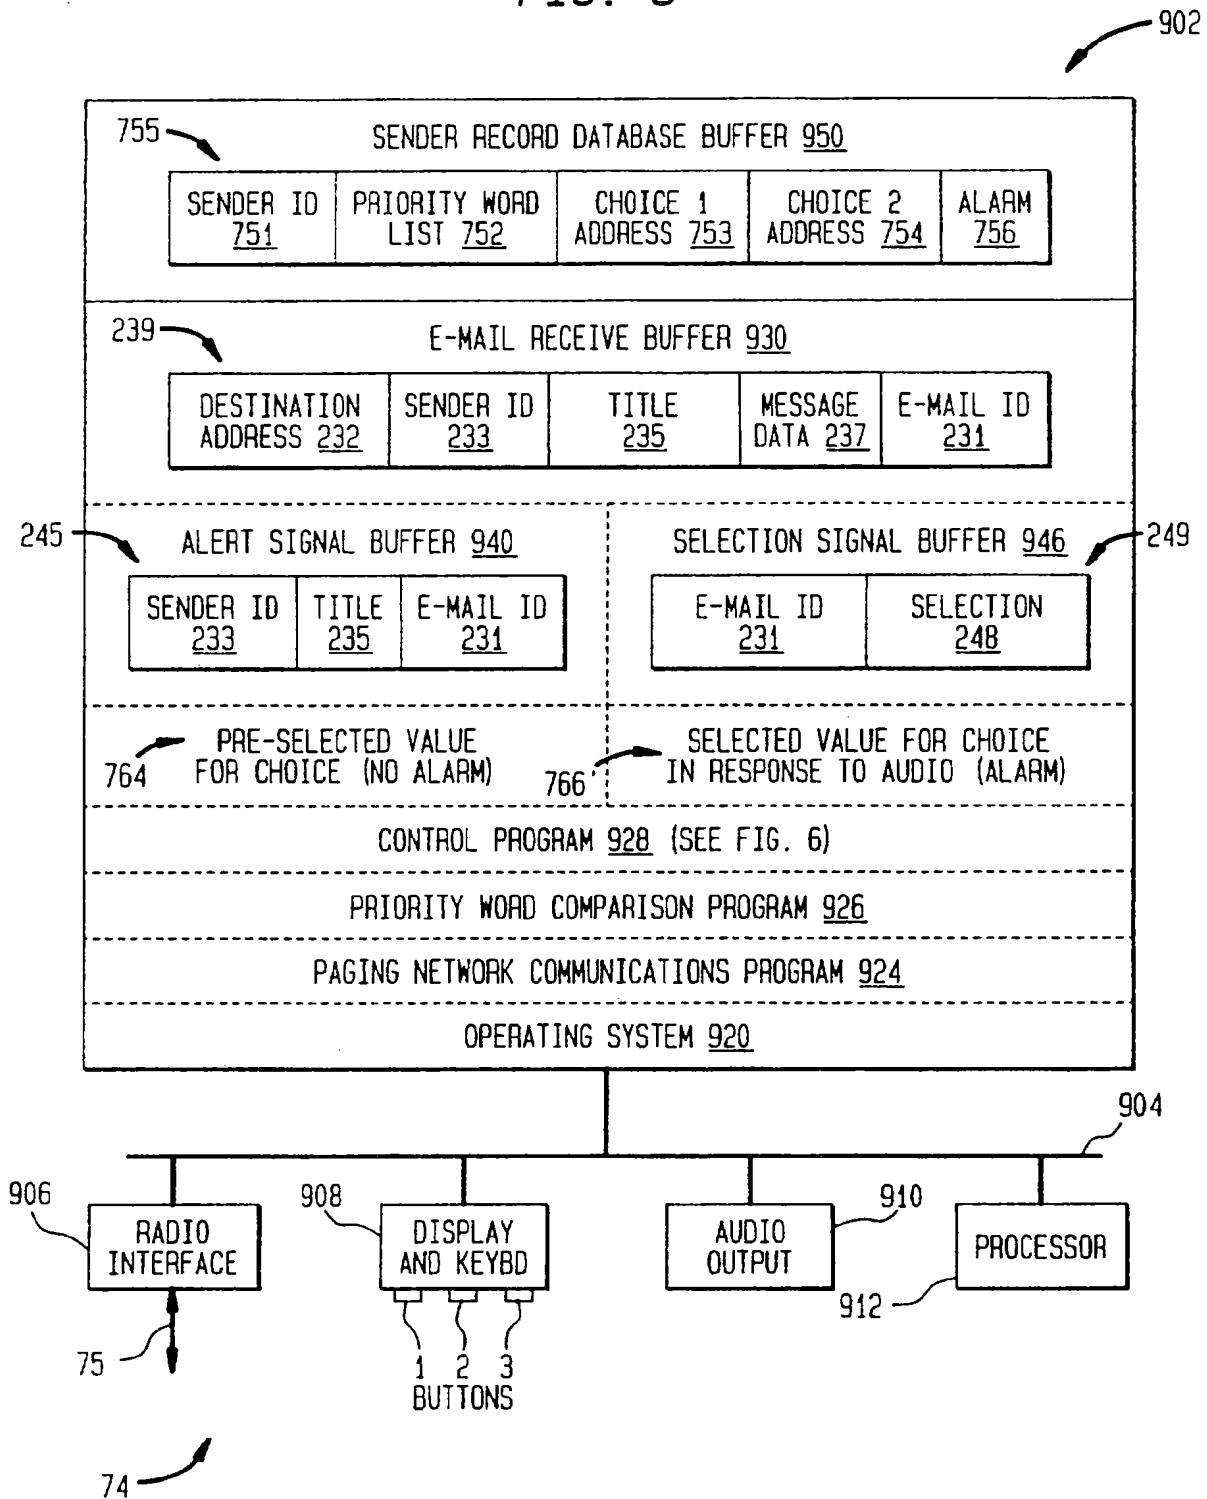 902
755
SENDER RECORD DATABASE BUFFER 950
SENDER ID 751
PRIORITY WORD LIST 752
CHOICE 1 ADDRESS 753
CHOICE 2 ADDRESS 754
ALARM 756
239
E-MAIL RECEIVE BUFFER 930
DESTINATION ADDRESS 232
SENDER ID 233
TITLE 235
MESSAGE DATA 237
E-MAIL ID 231
245
ALERT SIGNAL BUFFER 940
SENDER ID 233
TITLE 235
E-MAIL ID 231
SELECTION SIGNAL BUFFER 946
249
E-MAIL ID 231
SELECTION 248
764
PRE-SELECTED VALUE
FOR CHOICE (NO ALARM)
766'
SELECTED VALUE FOR CHOICE
IN RESPONSE TO AUDIO (ALARM)
CONTROL PROGRAM 928 (SEE FIG. 6)
PRIORITY WORD COMPARISON PROGRAM 926
PAGING NETWORK COMMUNICATIONS PROGRAM 924
OPERATING SYSTEM 920
904
906
RADIO
INTERFACE
908
DISPLAY
AND KEYBD
910
AUDIO
OUTPUT
PROCESSOR
912
75
1 2 3
BUTTONS
74